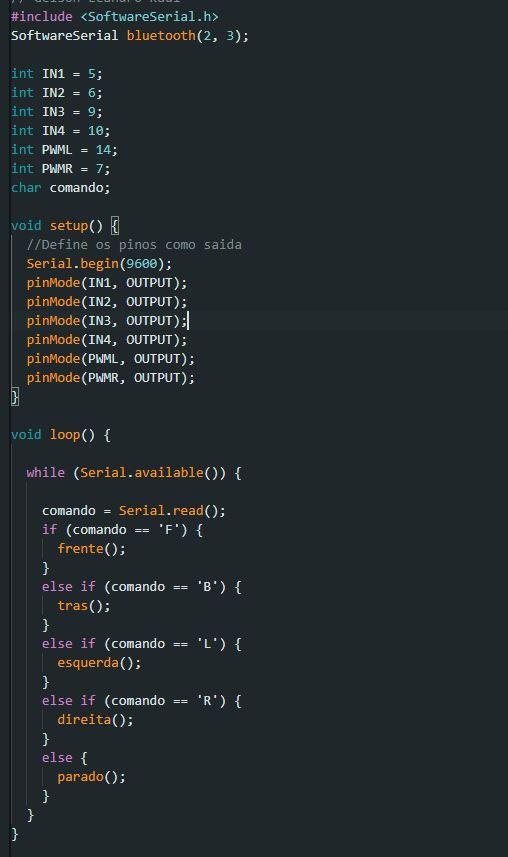 // Gelson Leandro Kaul
#include <SoftwareSerial.h>
SoftwareSerial bluetooth(2, 3);
int IN1 = 5;
int IN2 = 6;
int IN3 = 9;
int IN4 = 10;
int PWML = 14;
int PWMR = 7;
char comando;
void setup() {
//Define os pinos como saida
Serial.begin(9600);
pinMode(IN1, OUTPUT);
pinMode(IN2, OUTPUT);
pinMode(IN3, OUTPUT);
pinMode(IN4, OUTPUT);
pinMode(PWML, OUTPUT);
pinMode(PWMR, OUTPUT);
}
void loop() {
while (Serial.available()) {
comando = Serial.read();
if (comando == 'F') {
frente();
}
else if (comando == 'B') {
tras();
}
else if (comando == 'L') {
esquerda();
}
else if (comando == 'R') {
direita();
}
else {
parado();
}
}
}